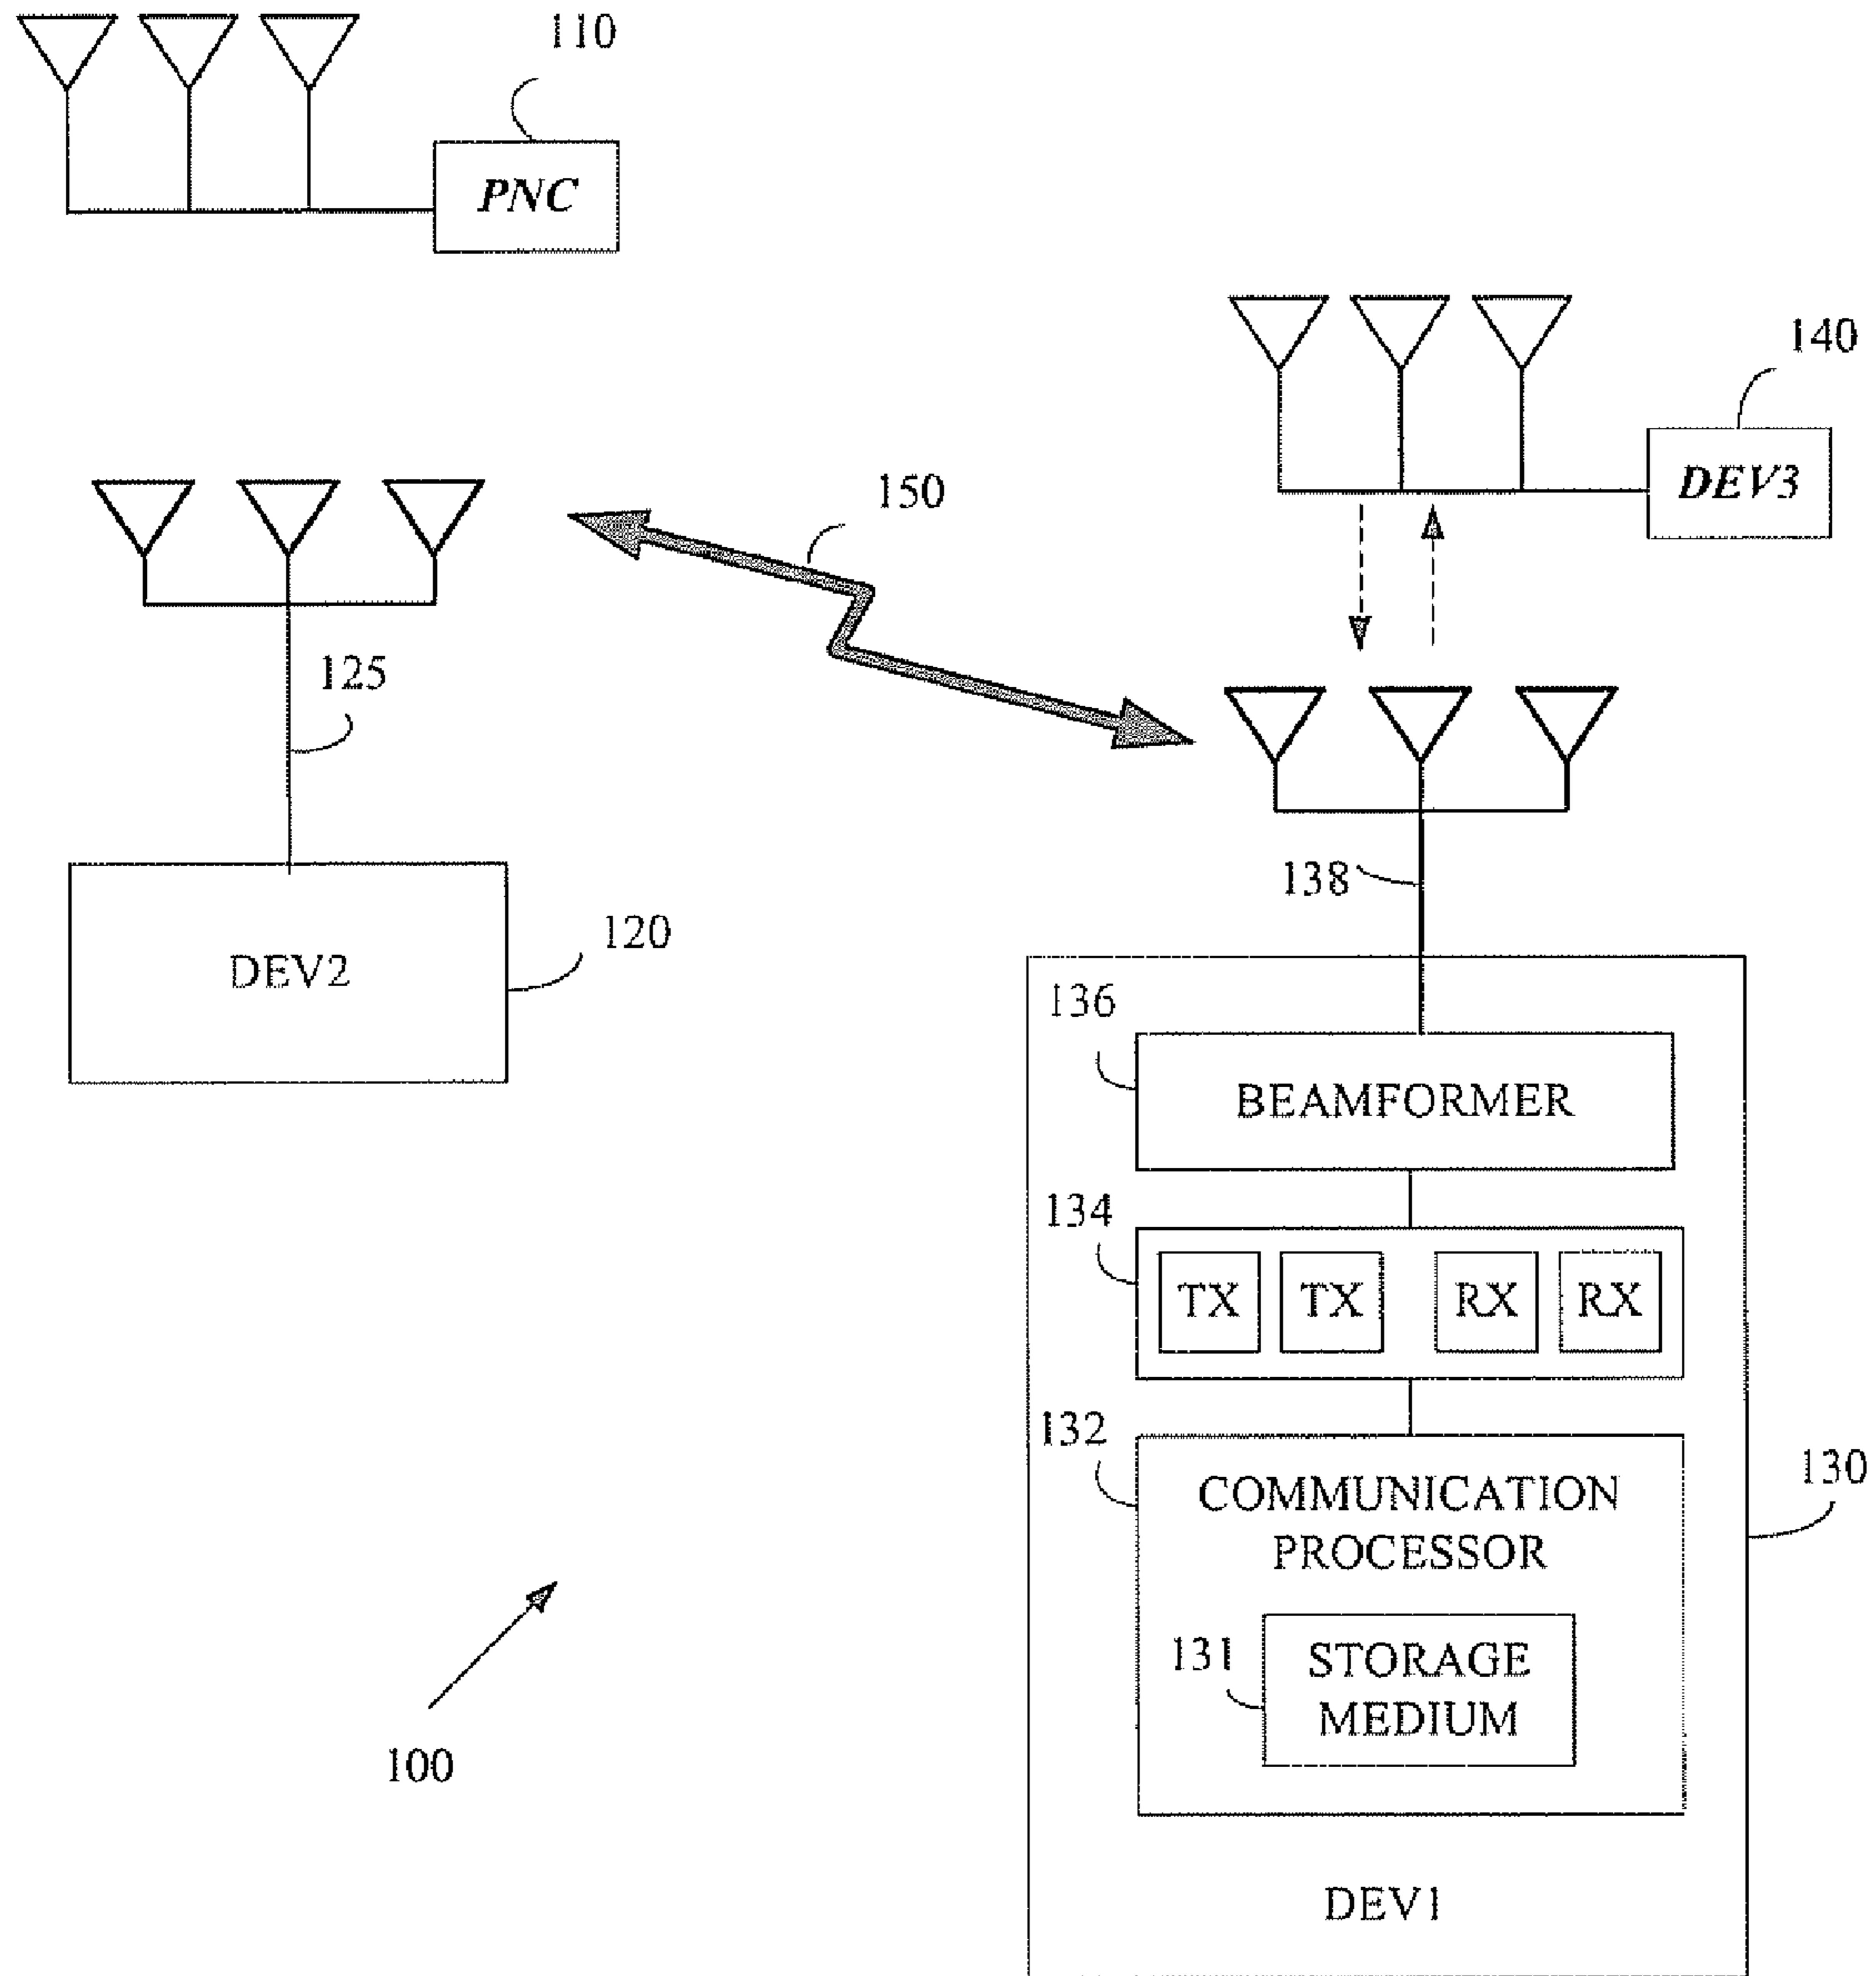 110
PNC
140
DEV3
150
125
138
120
DEV2
136
BEAMFORMER
134
TX TX RX RX
132
COMMUNICATION
PROCESSOR
130
131
STORAGE
MEDIUM
100
DEV1